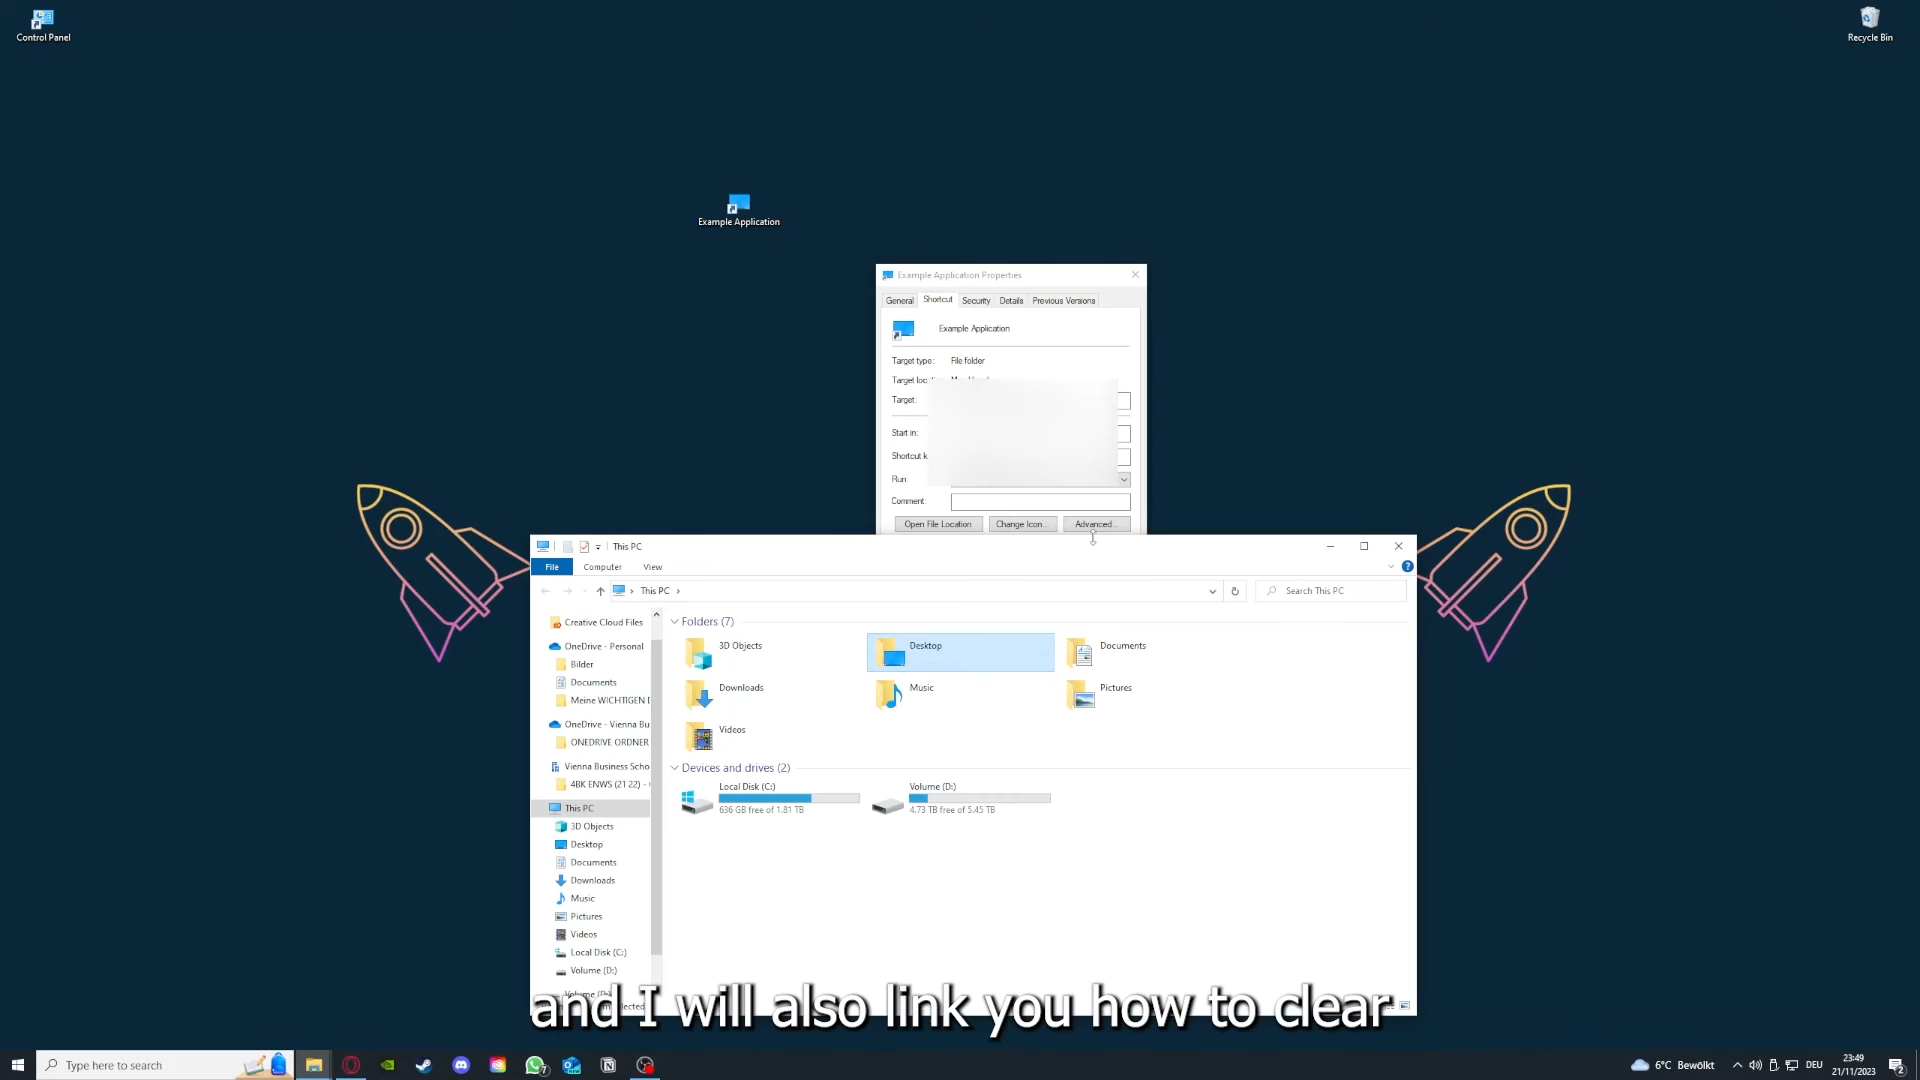 Control Panel
Recycle Bin
Example Application
Example Application Properties
General Shortcut Security Details Previous Versions
Example Application
Target type: File folder
Target
Target:
Start in:
Shortcut
Run:
Comment:
Open File Location Change Icon... Advanced...
This PC
File Computer View
This PC
Search This PC
Creative Cloud Files
OneDrive - Personal
Bilder
Documents
Meine WICHTIGEN
OneDrive - Vienna Bu
ONEDRIVE ORDNER
Vienna Business Scho
4BK ENWS (21 22) -
This PC
3D Objects
Desktop
Documents
Downloads
Music
Pictures
Videos
Local Disk (C:)
Volume (D:)
Folders (7)
3D Objects Desktop Documents
Downloads Music Pictures
Videos
Devices and drives (2)
Local Disk (C:) Volume (D:)
636 GB free of 1.81 TB 4.73 TB free of 5.45 TB
and I will also link you how to clear
Type here to search
7
6°C Bewölkt
DEU
23:49
21/11/2023
2